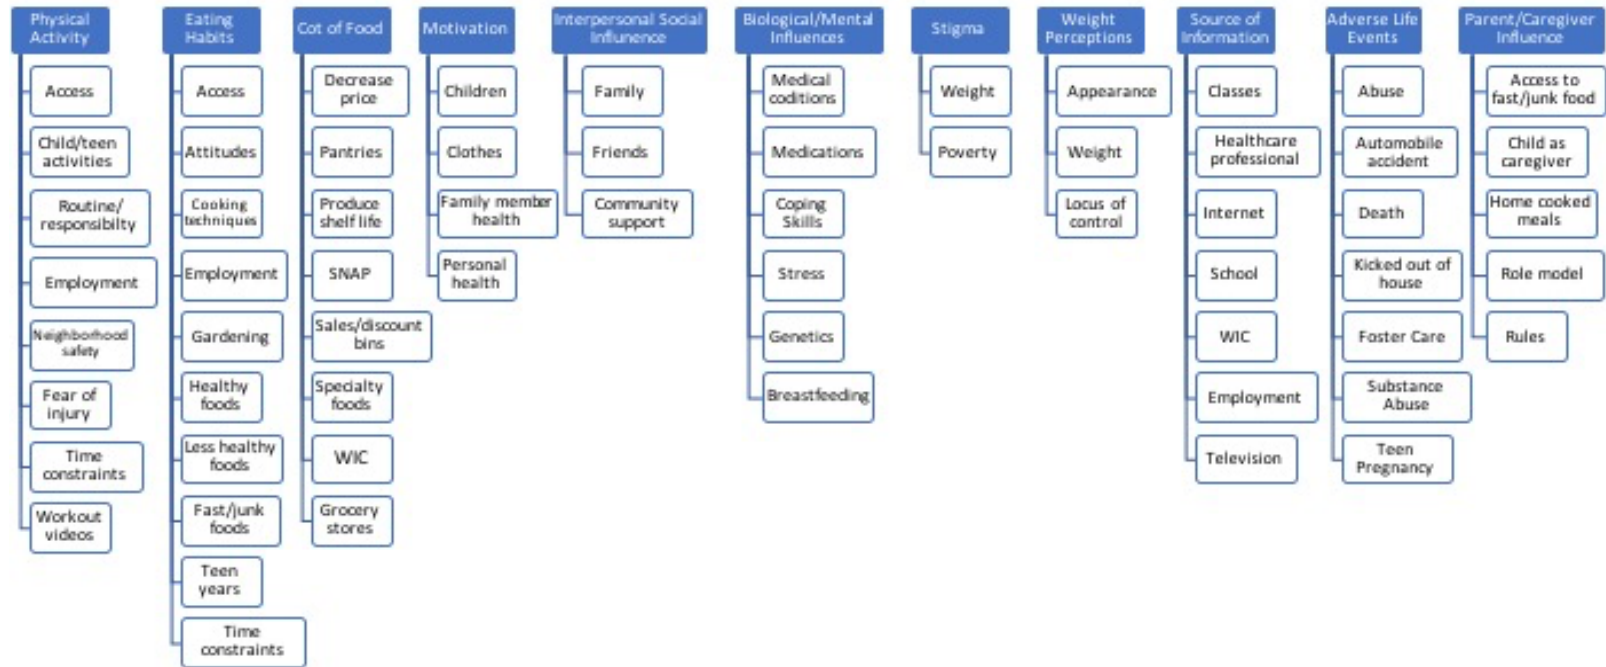 Physical
Activity
Access
Child/teen
activities
Routine/
responsibilty
Employment
Neighborhood
safety
Fear of
injury
Time
constraints
Workout
videos
Eating
Habits
Access
Attitudes
Cooking
techniques
Employment
Gardening
Healthy
foods
Less healthy
foods
Fast/junk
foods
Teen
years
Time
constraints
Cot of Food
Decrease
price
Pantries
Produce
shelf life
SNAP
Sales/discount
bins
Specialty
foods
WIC
Grocery
stores
Motivation
Children
Clothes
Family member
health
Personal
health
Interpersonal Social
Influnence
Family
Friends
Community
support
Biological/Mental
Influences
Medical
coditions
Medications
Coping
Skills
Stress
Genetics
Breastfeeding
Stigma
Weight
Poverty
Weight
Perceptions
Appearance
Weight
Locus of
control
Source of
Information
Classes
Healthcare
professional
Internet
School
WIC
Employment
Television
Adverse Life
Events
Abuse
Automobile
accident
Death
Kicked out of
house
Foster Care
Substance
Abuse
Teen
Pregnancy
Parent/Caregiver
Influence
Access to
fast/junk food
Child as
caregiver
Home cooked
meals
Role model
Rules